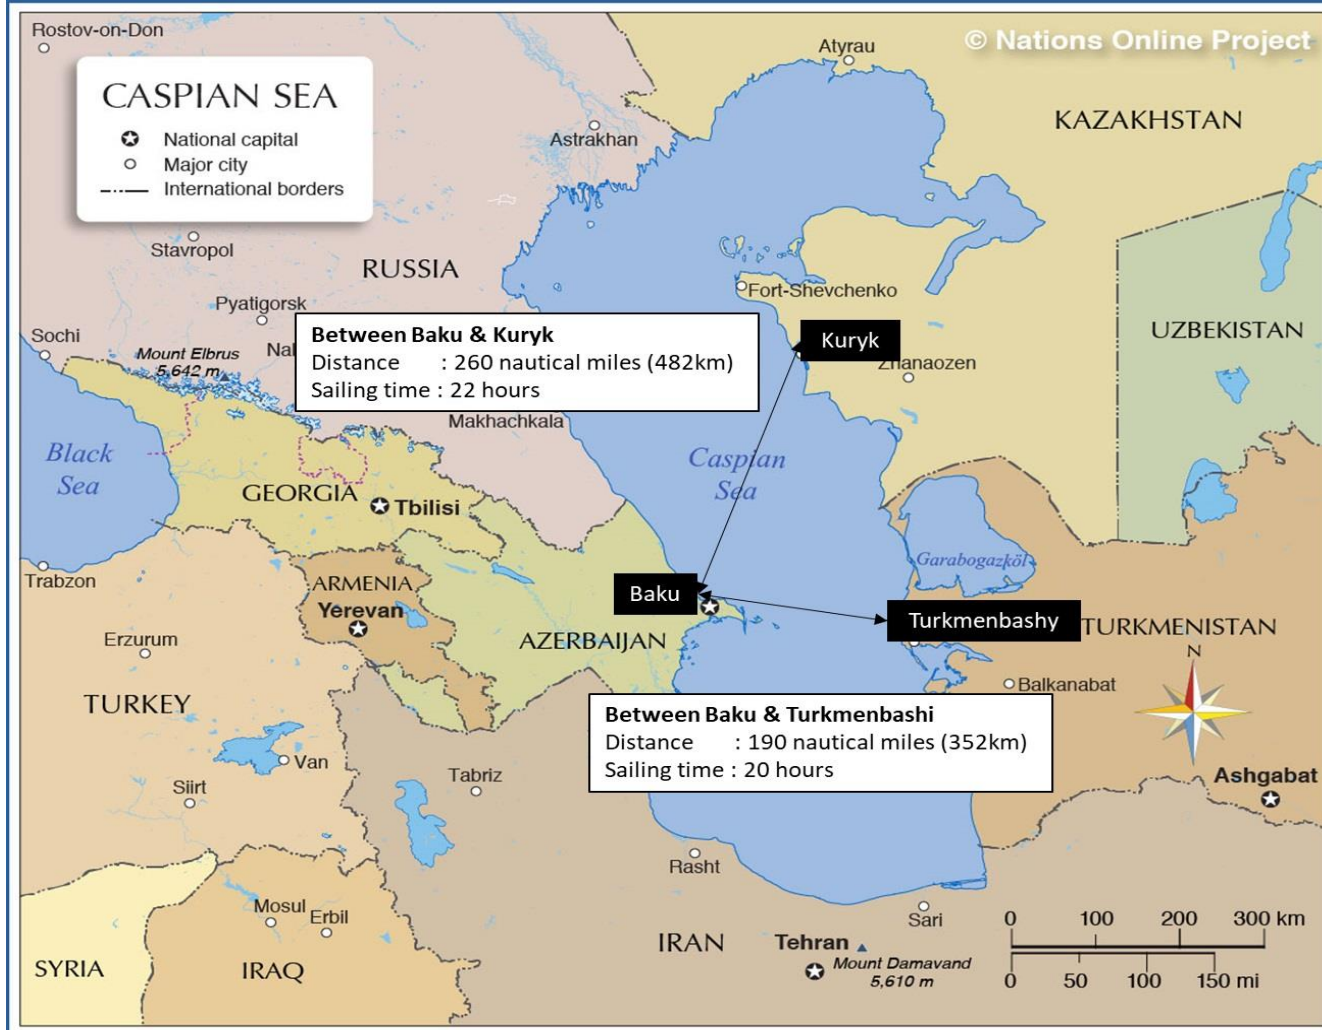 Rostov-on-Don
Atyrau
© Nations Online Project
CASPIAN SEA
National capital
Major city
International borders
KAZAKHSTAN
Astrakhan
Stavropol
RUSSIA
Pyatigorsk
Fort-Shevchenko
Sochi
Mount Elbrus
5,642 m
Nal
Between Baku & Kuryk
Distance : 260 nautical miles (482km)
Sailing time : 22 hours
Kuryk
Zhanaozen
UZBEKISTAN
Makhachkala
Black
Sea
Caspian
Sea
GEORGIA
Tbilisi
Garabogazköl
Trabzon
ARMENIA
Yerevan
Baku
Turkmenbashy
TURKMENISTAN
Erzurum
AZERBAIJAN
N
Balkanabat
TURKEY
Between Baku & Turkmenbashi
Distance : 190 nautical miles (352km)
Sailing time : 20 hours
Van
Tabriz
Siirt
Ashgabat
Rasht
Mosul
Erbil
Sari
0 100 200 300 km
IRAN
Tehran
Mount Damavand
5,610 m
SYRIA
IRAQ
0 50 100 150 mi